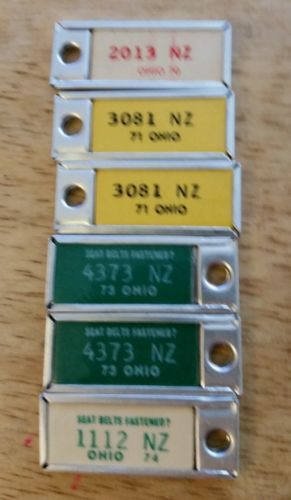 2013 NZ
OHIO 70
3081 NZ
71 OHIO
3081 NZ
71 OHIO
SEAT BELTS FASTENED?
4373 NZ
73 OHIO
SEAT BELTS FASTENED?
4373 NZ
73 OHIO
SEAT BELTS FASTENED?
1112 NZ
OHIO 74